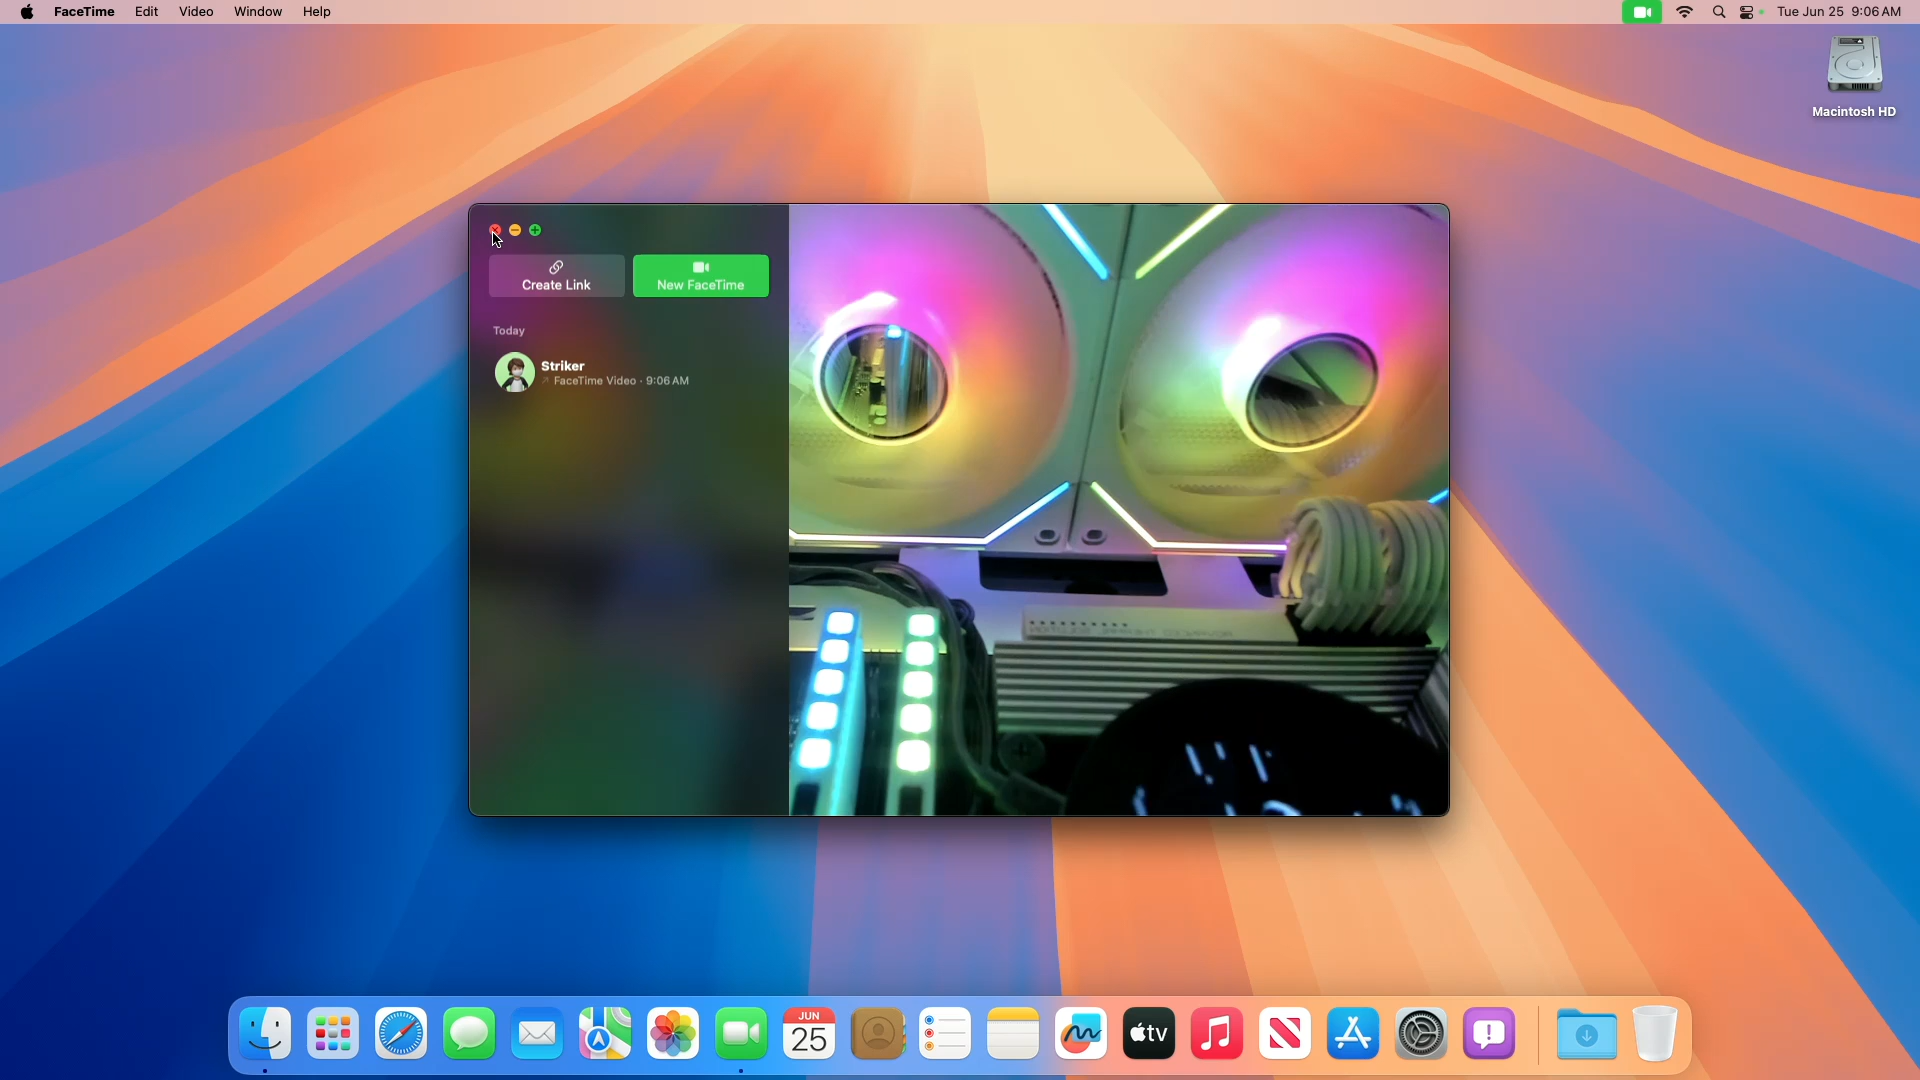 FaceTime Edit Video Window Help
Tue Jun 25 9:06 AM
Macintosh HD
Create Link
New FaceTime
Today
Striker
FaceTime Video · 9:06 AM
JUN
25
tv